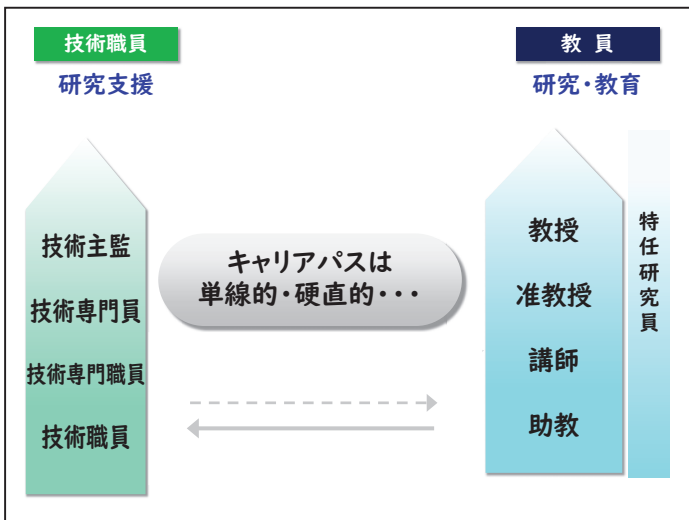 技術職員
研究支援
技術主監
技術専門員
技術専門職員
技術職員
キャリアパスは
単線的・硬直的・・・
教員
研究・教育
教授
准教授
講師
助教
特任研究員